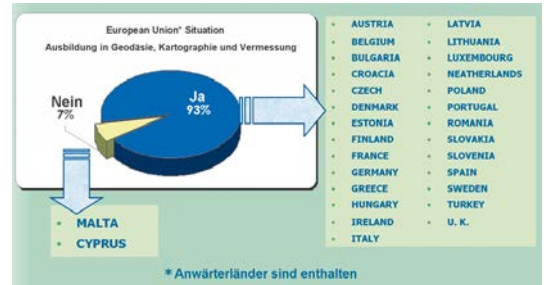 European Union* Situation
Ausbildung in Geodäsie, Kartographie und Vermessung
Nein
7%
Ja
93%
AUSTRIA
BELGIUM
BULGARIA
CROACIA
CZECH
DENMARK
ESTONIA
FINLAND
FRANCE
GERMANY
GREECE
HUNGARY
IRELAND
ITALY
LATVIA
LITHUANIA
LUXEMBOURG
NEATHERLANDS
POLAND
PORTUGAL
ROMANIA
SLOVAKIA
SLOVENIA
SPAIN
SWEDEN
TURKEY
U. K.
MALTA
CYPRUS
* Anwärterländer sind enthalten